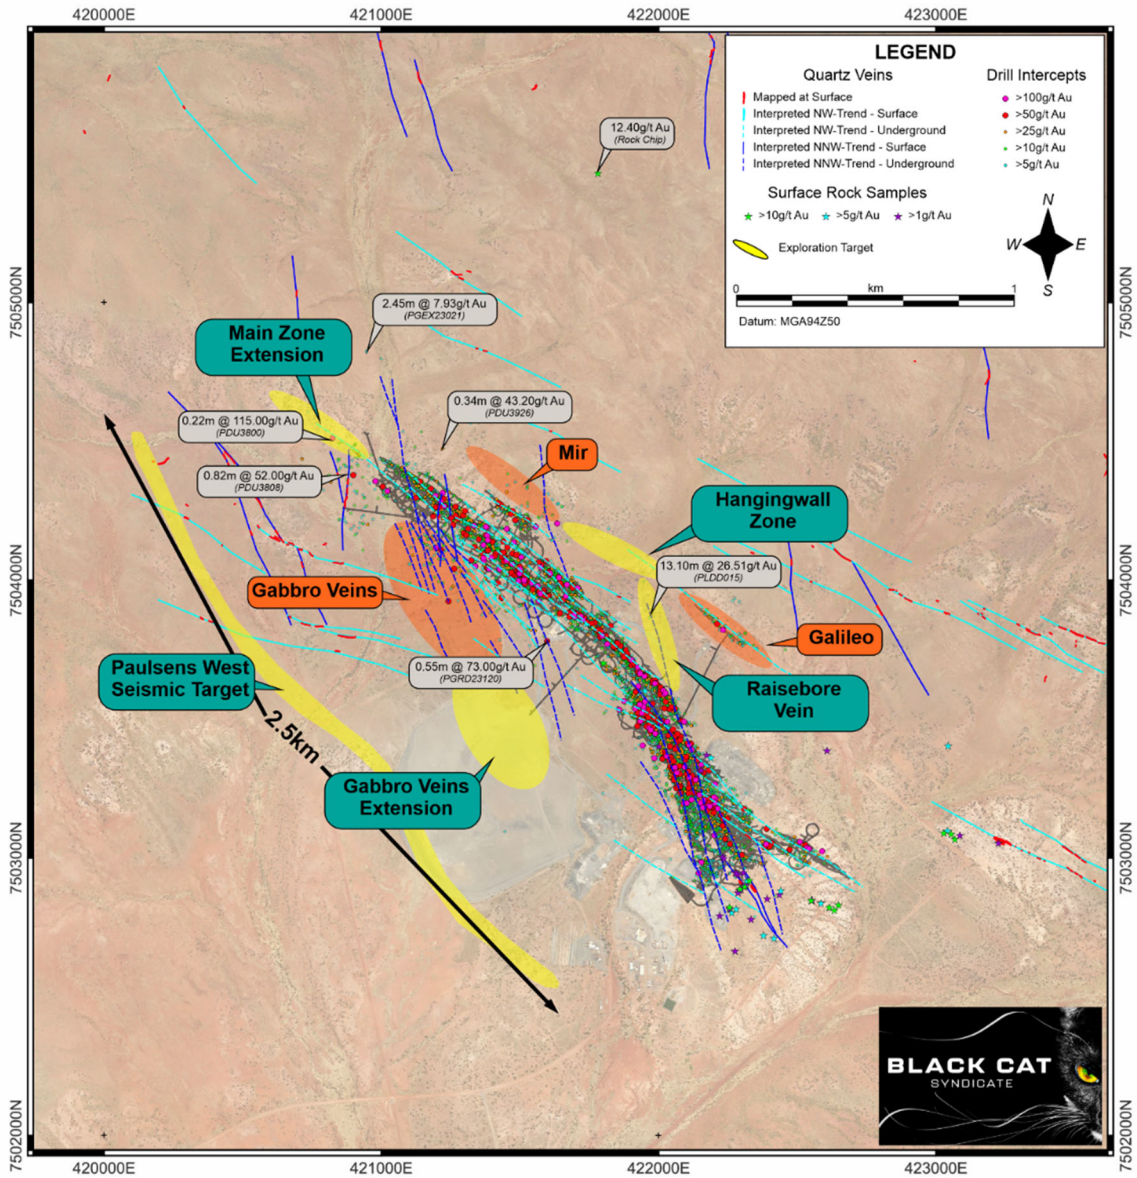 420000E
421000E
422000E
423000E
LEGEND
Quartz Veins
Mapped at Surface
Interpreted NW-Trend - Surface
Interpreted NW-Trend - Underground
Interpreted NNW-Trend - Surface
Interpreted NNW-Trend - Underground
Drill Intercepts
>100g/t Au
>50g/t Au
>25g/t Au
>10g/t Au
>5g/t Au
Surface Rock Samples
>10g/t Au
>5g/t Au
>1g/t Au
Exploration Target
N
W
E
S
0
km
1
Datum: MGA94Z50
12.40g/t Au
(Rock Chip)
7505000N
7505000N
2.45m @ 7.93g/t Au
(PGEX23021)
Main Zone
Extension
0.34m @ 43.20g/t Au
(PDU3926)
0.22m @ 115.00g/t Au
(PDU3800)
Mir
0.82m @ 52.00g/t Au
(PDU3808)
Hangingwall
Zone
7504000N
7504000N
13.10m @ 26.51g/t Au
(PLDD015)
Gabbro Veins
Galileo
Paulsens West
Seismic Target
0.55m @ 73.00g/t Au
(PGRD23120)
Raisebore
Vein
2.5km
Gabbro Veins
Extension
7503000N
7503000N
BLACK CAT
SYNDICATE
7502000N
7502000N
420000E
421000E
422000E
423000E